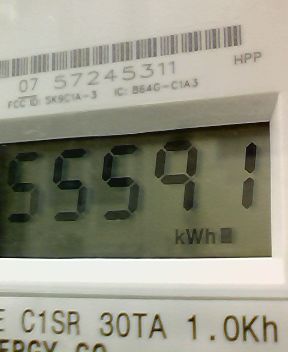 07 57245311 HPP
FCC ID: SK9C1A-3 IC: 864G-C1A3
55591
kWh
C1SR 30TA 1.0Kh